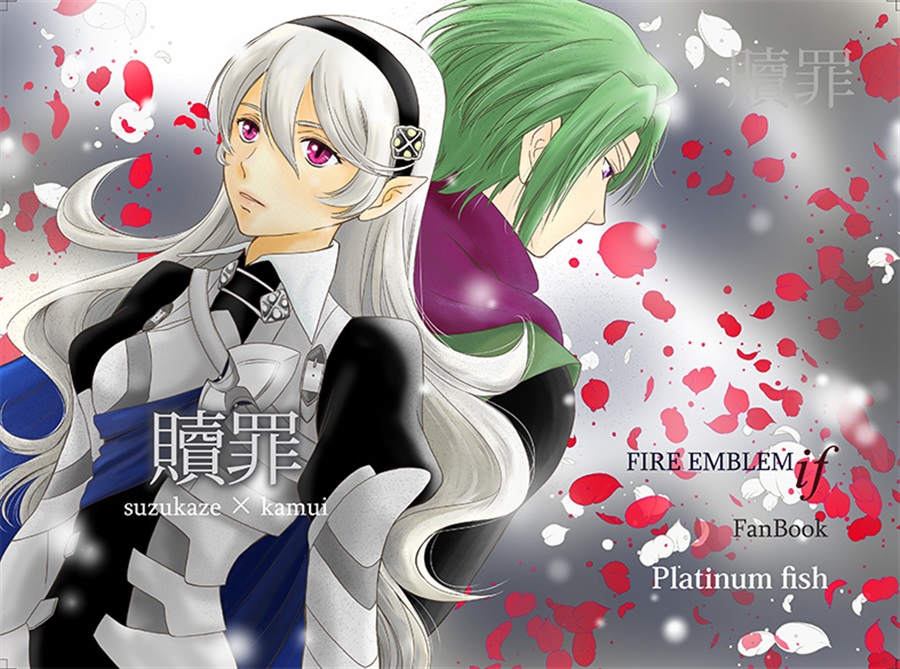 贖罪
贖罪
suzukaze × kamui
FIRE EMBLEM if
FanBook
Platinum fish